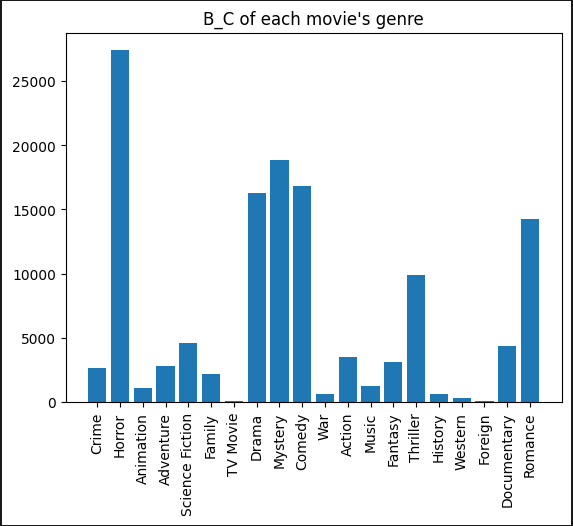 B_C of each movie's genre
25000
20000
15000
10000
5000
0
Crime
Horror
Animation
Adventure
Science Fiction
Family
TV Movie
Drama
Mystery
Comedy
War
Action
Music
Fantasy
Thriller
History
Western
Foreign
Documentary
Romance